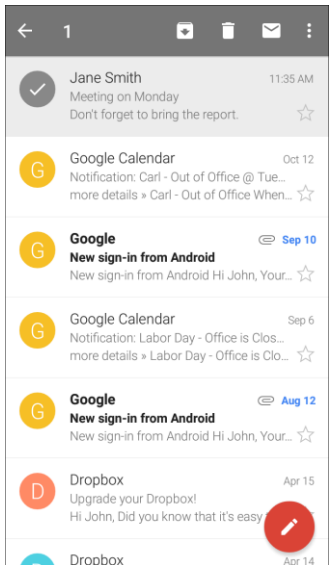 1
Jane Smith 11:35 AM
Meeting on Monday
Don't forget to bring the report.
G
Google Calendar Oct 12
Notification: Carl - Out of Office @ Tue...
more details » Carl - Out of Office When...
G
Google Sep 10
New sign-in from Android
New sign-in from Android Hi John, Your...
G
Google Calendar Sep 6
Notification: Labor Day - Office is Clos...
more details » Labor Day - Office is Clo...
G
Google Aug 12
New sign-in from Android
New sign-in from Android Hi John, Your...
D
Dropbox Apr 15
Upgrade your Dropbox!
Hi John, Did you know that it's easy
Dropbox Apr 14